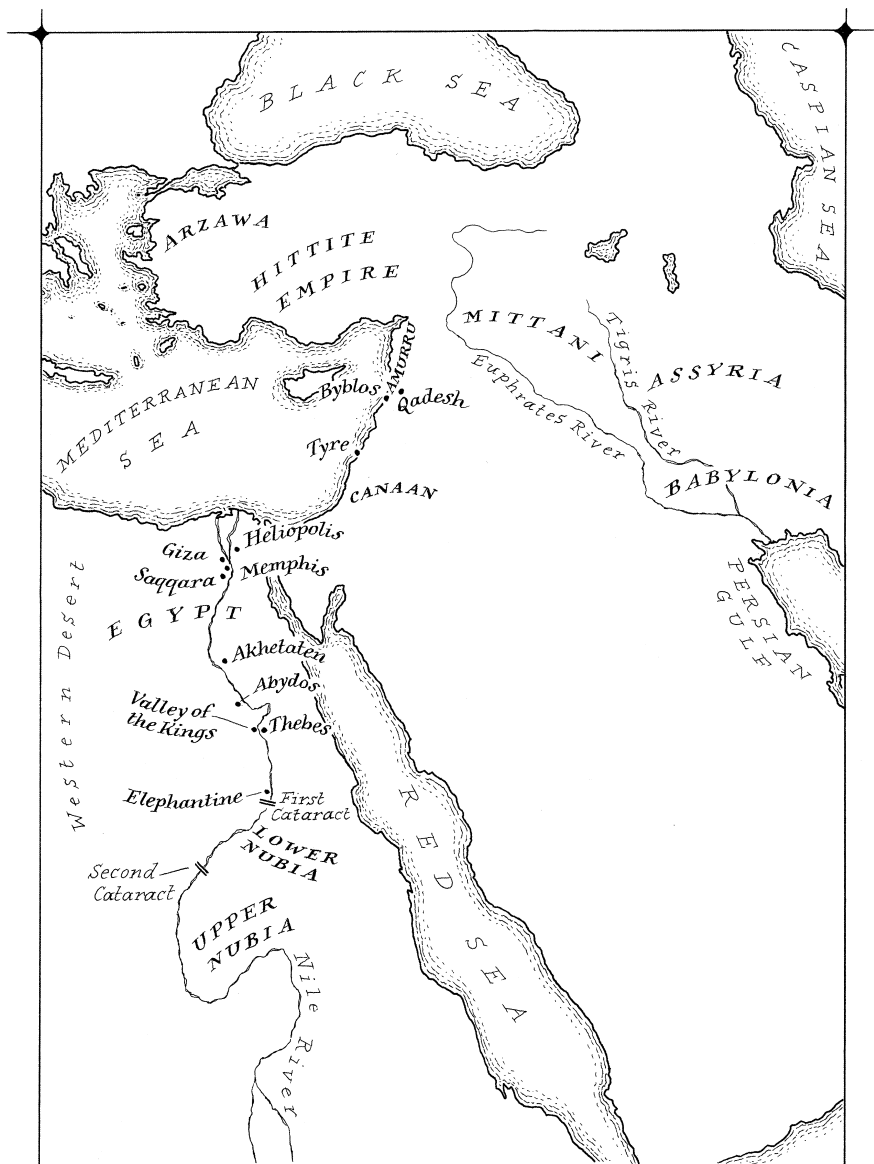 BLACK SEA
CASPIAN SEA
ARZAWA
HITTITE
EMPIRE
MITTANI
Tigris River
ASSYRIA
Euphrates River
AMORRU
Byblos
Qadesh
MEDITERRANEAN
SEA
Tyre
BABYLONIA
CANAAN
Heliopolis
Giza
Saqqara
Memphis
PERSIAN
GULF
EGYPT
Western Desert
Akhetaten
Abydos
Valley of
the Kings
Thebes
Elephantine
First
Cataract
RED SEA
LOWER
NUBIA
Second
Cataract
UPPER
NUBIA
Nile River